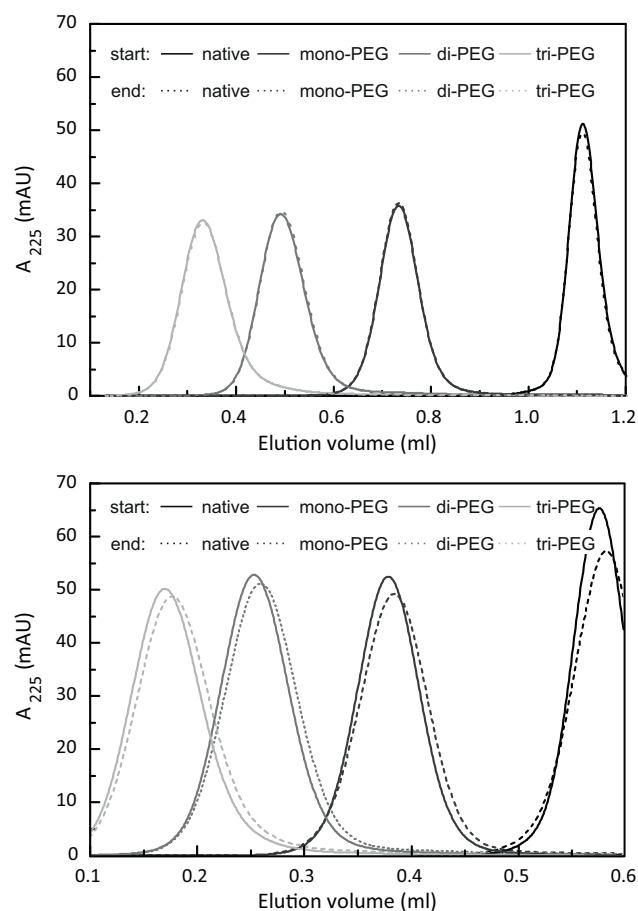 70
60
50
40
30
20
10
0
A 225 (mAU)
start: native mono-PEG di-PEG tri-PEG
end: native mono-PEG di-PEG tri-PEG
0.2 0.4 0.6 0.8 1.0 1.2
Elution volume (ml)
70
60
50
40
30
20
10
0
A 225 (mAU)
start: native mono-PEG di-PEG tri-PEG
end: native mono-PEG di-PEG tri-PEG
0.1 0.2 0.3 0.4 0.5 0.6
Elution volume (ml)